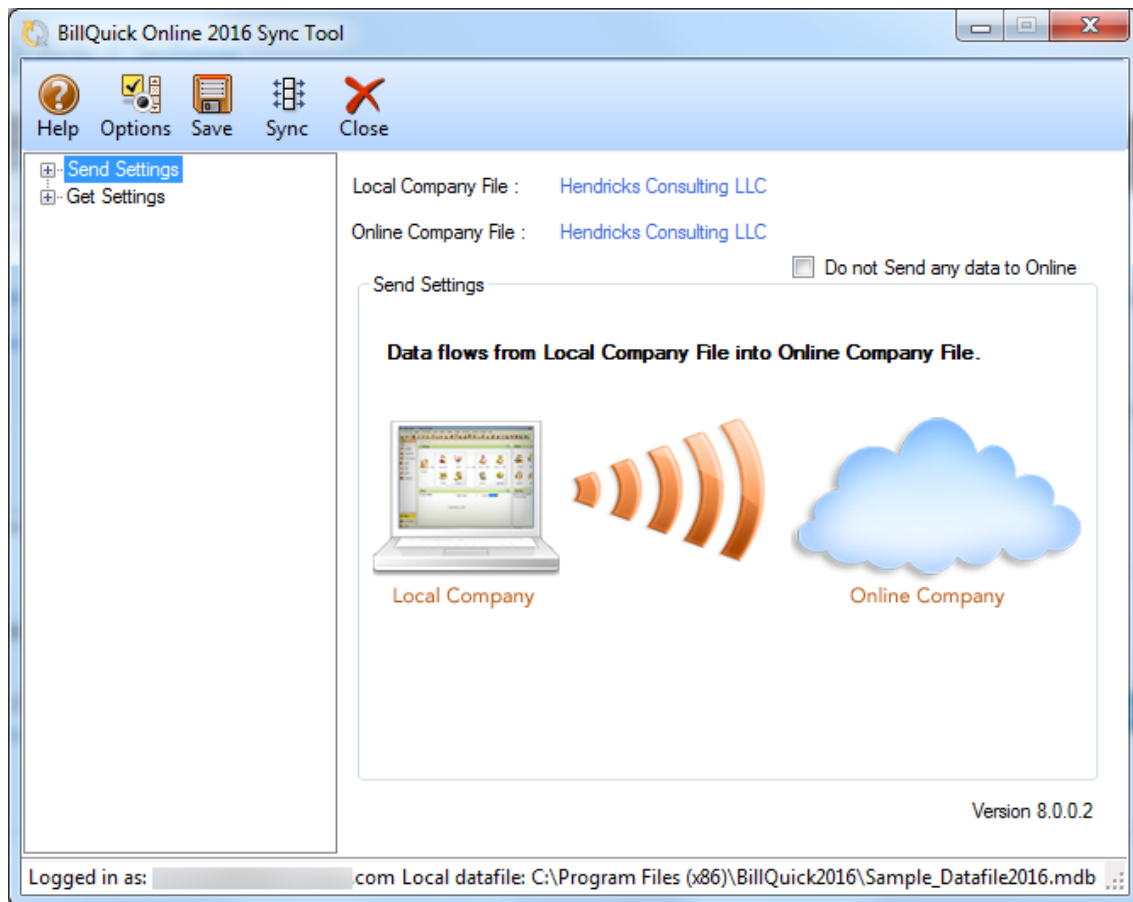 BillQuick Online 2016 Sync Tool
Help Options Save Sync Close
Send Settings
Get Settings
Local Company File : Hendricks Consulting LLC
Online Company File : Hendricks Consulting LLC
Do not Send any data to Online
Send Settings
Data flows from Local Company File into Online Company File.
Local Company
Online Company
Version 8.0.0.2
Logged in as: .com Local datafile: C:\Program Files (x86)\BillQuick2016\Sample_Datafile2016.mdb